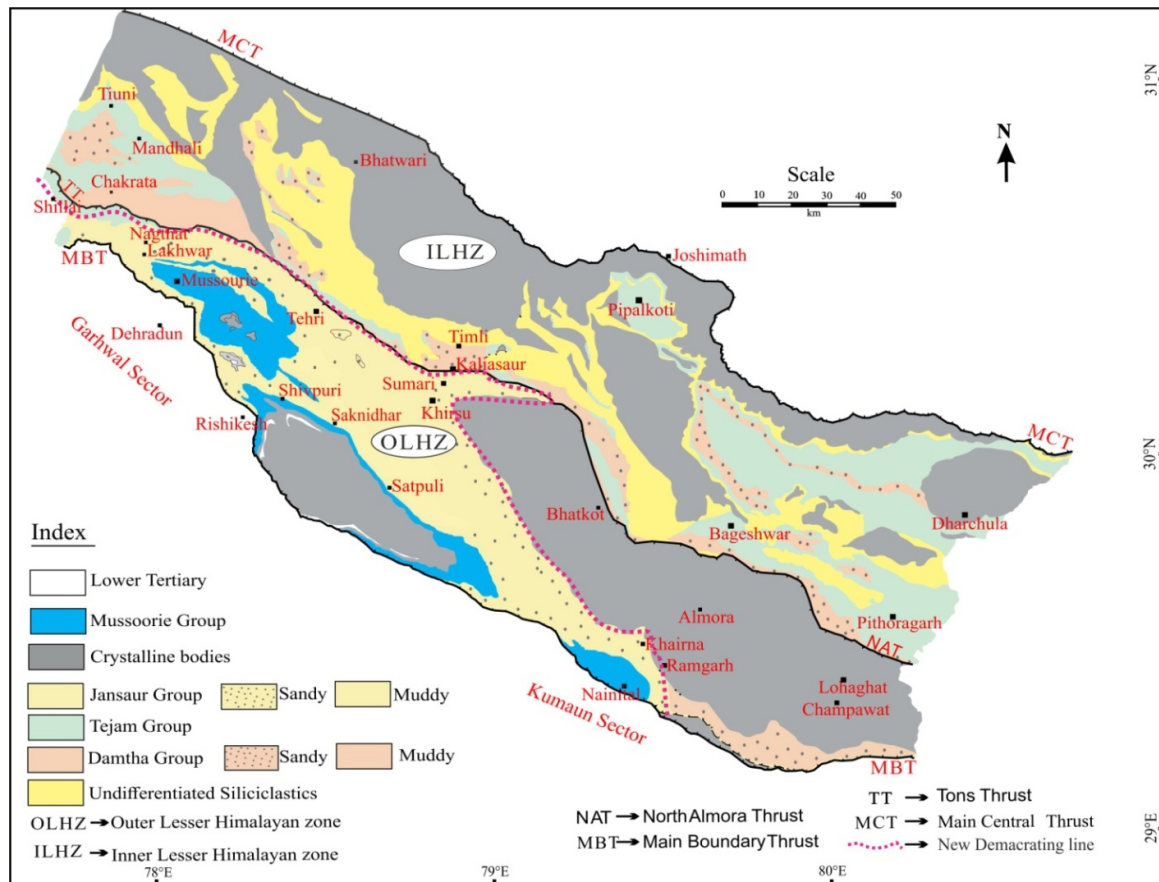 MCT
31°N
Tiuni
N
Mandhali
Bhatwari
Scale
Chakrata
0 10 20 30 40 50
km
TT
Shillai
Nagthat
Lakhwar
MBT
ILHZ
Joshimath
Mussourie
Pipalkoti
Tehri
Dehradun
Timli
Garhwal Sector
Kaliasaur
Sumari
Shivpuri
Khirsu
Rishikesh
Saknidhar
OLHZ
MCT
30°N
Satpuli
Bhatkot
Dharchula
Bageshwar
Index
Lower Tertiary
Almora
Pithoragarh
Mussoorie Group
Khairna
NAT
Crystalline bodies
Ramgarh
Jansaur Group Sandy Muddy
Nainital
Lohaghat
Champawat
Kumaun Sector
Tejam Group
Damtha Group Sandy Muddy
MBT
Undifferentiated Siliciclastics
TT → Tons Thrust
OLHZ → Outer Lesser Himalayan zone
NAT → North Almora Thrust
MCT → Main Central Thrust
29°E
ILHZ → Inner Lesser Himalayan zone
MBT → Main Boundary Thrust
New Demacrating line
78°E
79°E
80°E